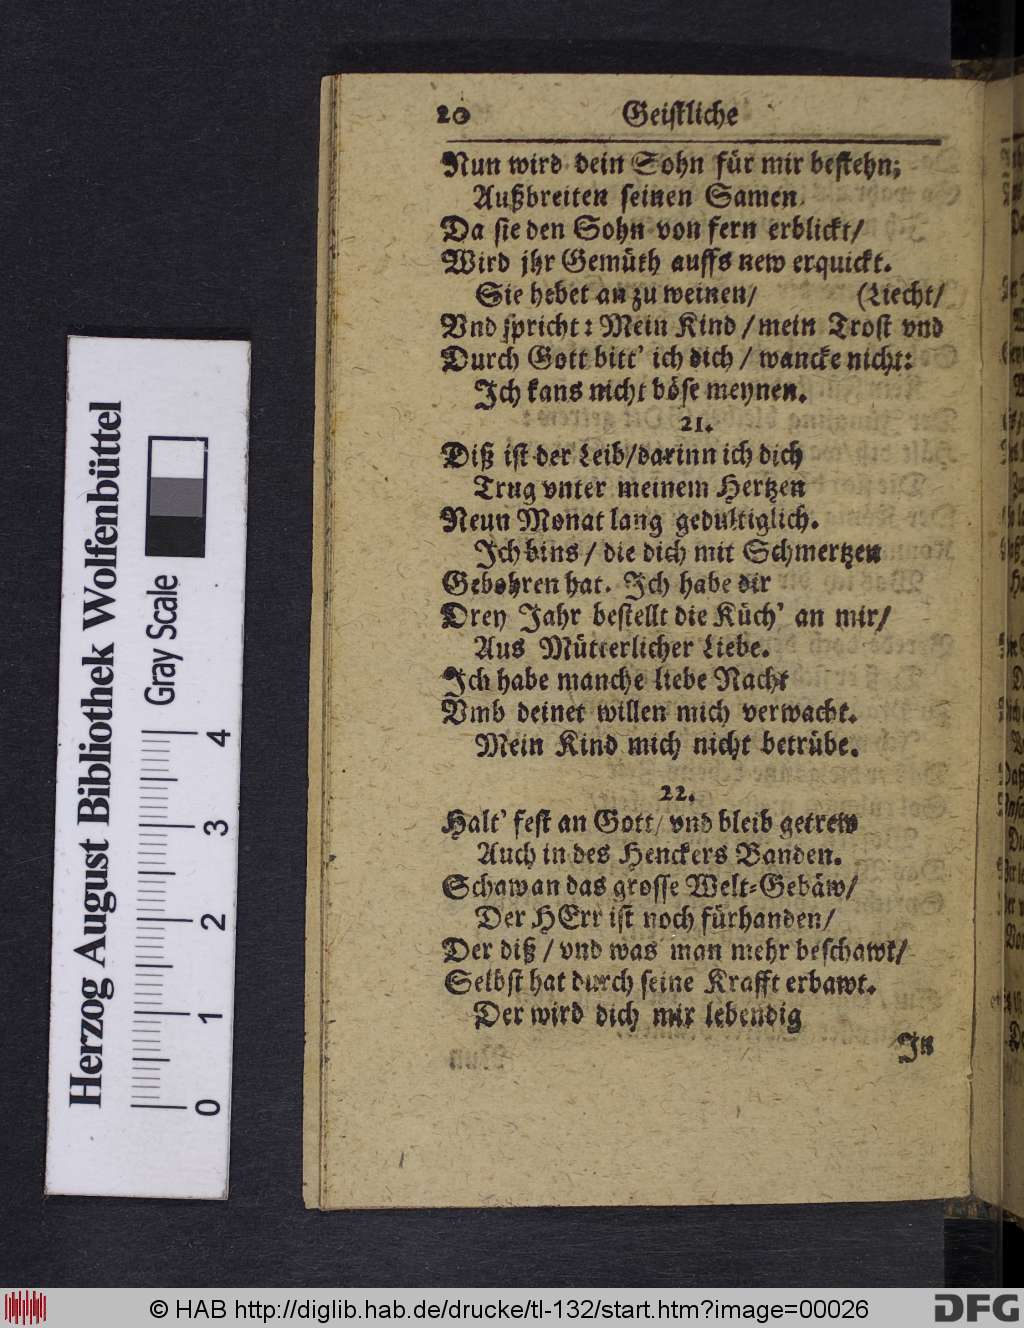 20 Geistliche
Nun wird dein Sohn für mir bestehn;
Außbreiten seinen Samen
Da sie den Sohn von fern erblickt/
Wird jhr Gemüth auffs new erquickt.
Sie hebet an zu weinen/ (Liecht/
Vnd spricht: Mein Kind / mein Trost vnd
Durch Gott bitt' ich dich / wancke nicht:
Ich kans nicht böse meynen.
21.
Diß ist der Leib/darinn ich dich
Trug vnter meinem Hertzen
Neun Monat lang gedultiglich.
Ich bins / die dich mit Schmertzen
Gebohren hat. Ich habe dir
Drey Jahr bestellt die Küch' an mir/
Aus Mütterlicher Liebe.
Ich habe manche liebe Nacht
Vmb deinet willen mich verwacht.
Mein Kind mich nicht betrübe.
22.
Halt' fest an Gott/ vnd bleib getrew
Auch in des Henckers Banden.
Schaw an das grosse Welt-Gebäw/
Der HErr ist noch fürhanden/
Der diß / vnd was man mehr beschawt/
Selbst hat durch seine Krafft erbawt.
Der wird dich mir lebendig
In
Herzog August Bibliothek Wolfenbüttel
Gray Scale
0 1 2 3 4
© HAB http://diglib.hab.de/drucke/tl-132/start.htm?image=00026
DFG